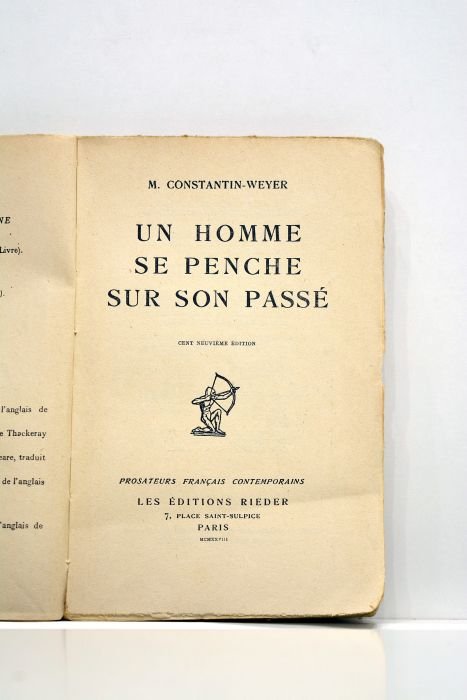 NE
Livre).
).
l'anglais de
e Thackeray
eare, traduit
de l'anglais
l'anglais de
M. CONSTANTIN-WEYER
UN HOMME
SE PENCHE
SUR SON PASSÉ
CENT NEUVIÈME ÉDITION
PROSATEURS FRANÇAIS CONTEMPORAINS
LES ÉDITIONS RIEDER
7, PLACE SAINT-SULPICE
PARIS
MCMXXVIII